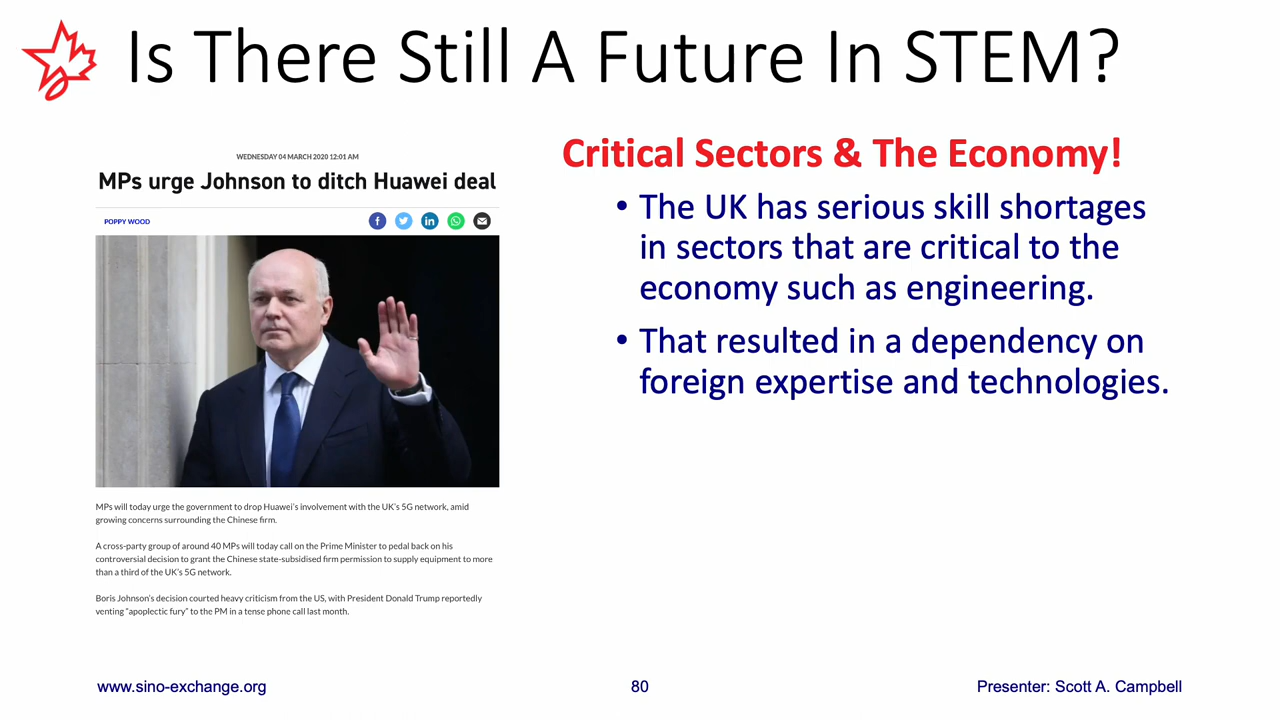 Is There Still A Future In STEM?
WEDNESDAY 04 MARCH 2020 12:01 AM
MPs urge Johnson to ditch Huawei deal
POPPY WOOD
MPs will today urge the government to drop Huawei's involvement with the UK's 5G network, amid
growing concerns surrounding the Chinese firm.
A cross-party group of around 40 MPs will today call on the Prime Minister to pedal back on his
controversial decision to grant the Chinese state-subsidised firm permission to supply equipment to more
than a third of the UK's 5G network.
Boris Johnson's decision courted heavy criticism from the US, with President Donald Trump reportedly
venting "apoplectic fury" to the PM in a tense phone call last month.
Critical Sectors & The Economy!
• The UK has serious skill shortages
in sectors that are critical to the
economy such as engineering.
• That resulted in a dependency on
foreign expertise and technologies.
www.sino-exchange.org
80
Presenter: Scott A. Campbell